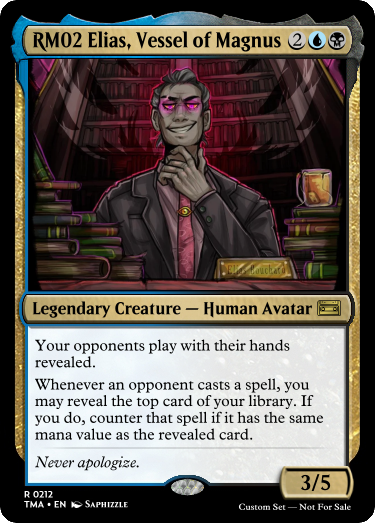 RM02 Elias, Vessel of Magnus 2
Elias Bouchard
Legendary Creature — Human Avatar
Your opponents play with their hands
revealed.
Whenever an opponent casts a spell, you
may reveal the top card of your library. If
you do, counter that spell if it has the same
mana value as the revealed card.
Never apologize.
3/5
R 0212
TMA • EN SAPHIZZLE
Custom Set — Not For Sale